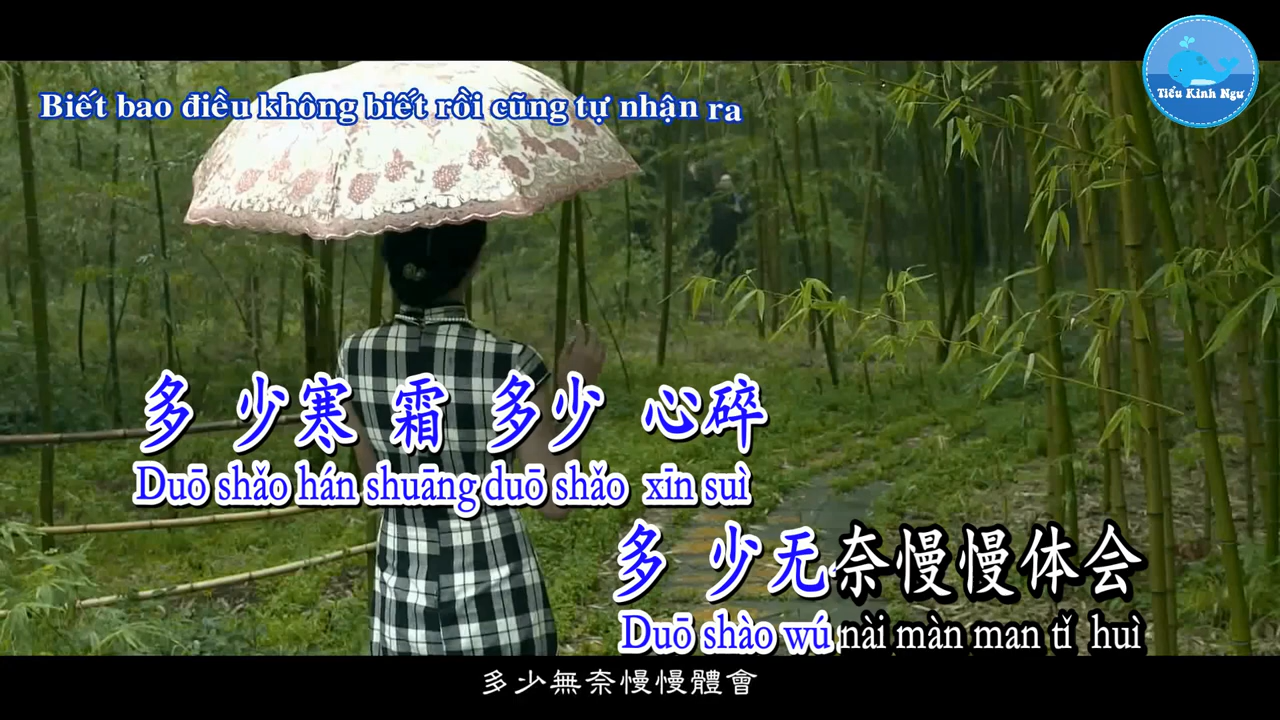 Tiểu Kình Ngư
Biết bao điều không biết rồi cũng tự nhận ra
多 少寒 霜 多少 心碎
Duō shǎo hán shuāng duō shǎo xīn suì
多 少无奈慢慢体会
Duō shào wú nài màn man tǐ huì
多少無奈慢慢體會